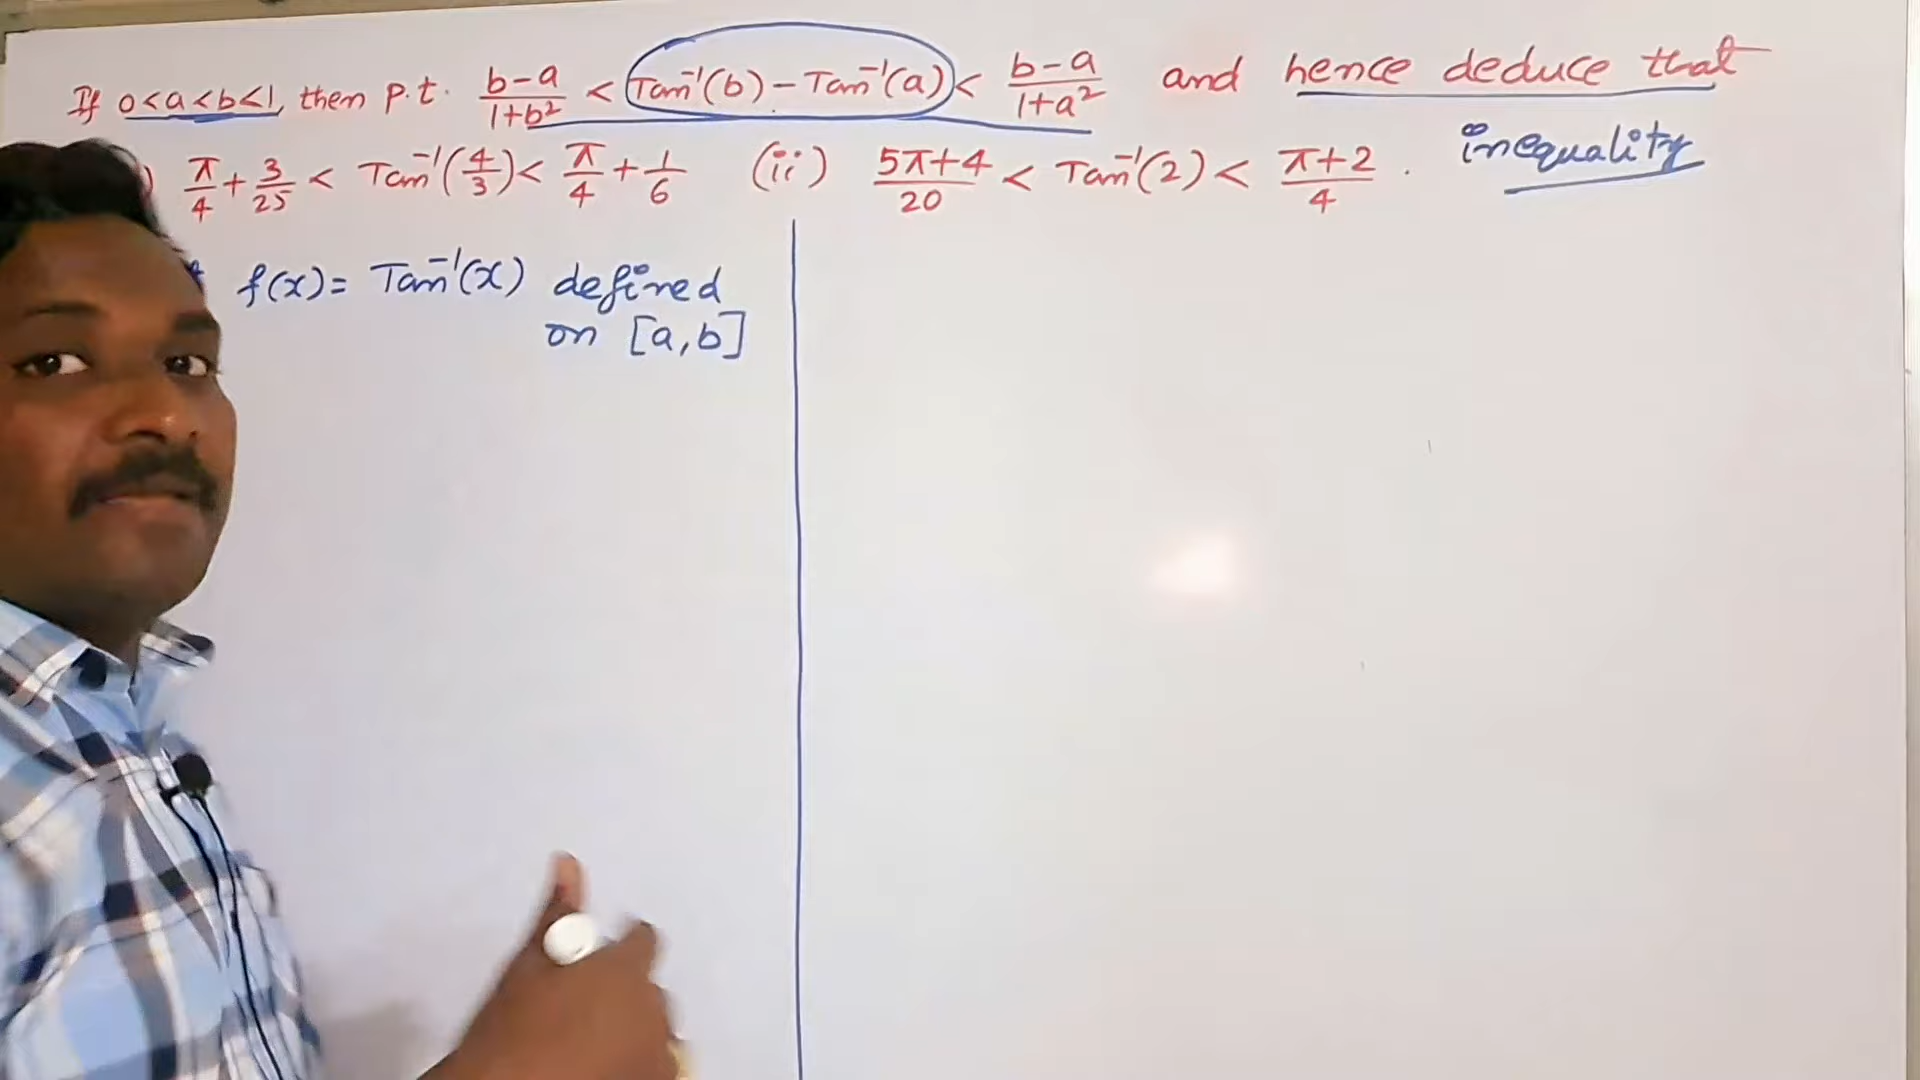 If 0<a<b<1, then p.t. (b-a)/(1+b²) < Tan⁻¹(b) - Tan⁻¹(a) < (b-a)/(1+a²) and hence deduce that
) π/4 + 3/25 < Tan⁻¹(4/3) < π/4 + 1/6 (ii) (5π+4)/20 < Tan⁻¹(2) < (π+2)/4 .
inequality
f(x) = Tan⁻¹(x) defined
on [a,b]